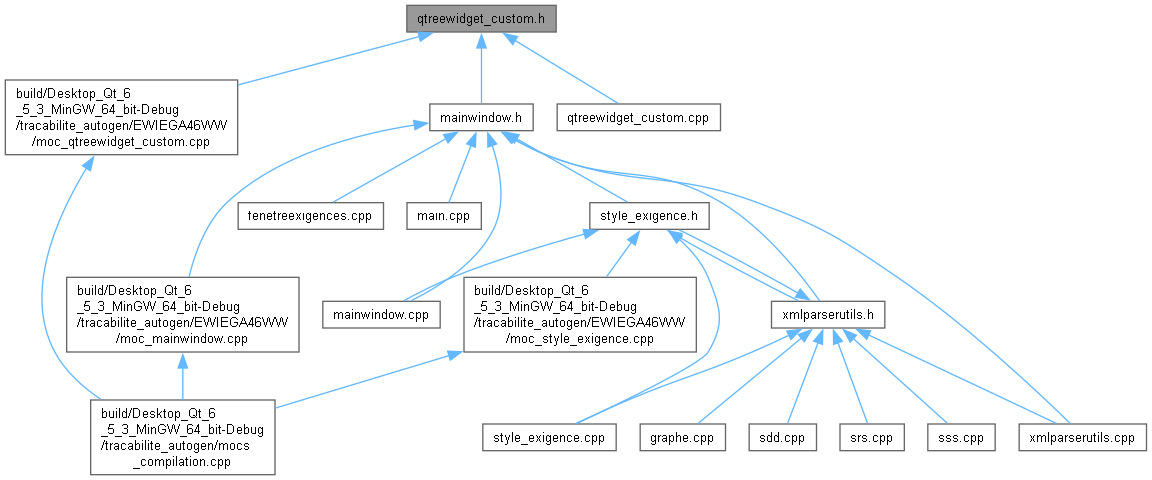 qtreewidget_custom.h
build/Desktop_Qt_6
_5_3_MinGW_64_bit-Debug
/tracabilite_autogen/EWIEGA46WW
/moc_qtreewidget_custom.cpp
mainwindow.h
qtreewidget_custom.cpp
fenetreexigences.cpp
main.cpp
style_exigence.h
build/Desktop_Qt_6
_5_3_MinGW_64_bit-Debug
/tracabilite_autogen/EWIEGA46WW
/moc_mainwindow.cpp
mainwindow.cpp
build/Desktop_Qt_6
_5_3_MinGW_64_bit-Debug
/tracabilite_autogen/EWIEGA46WW
/moc_style_exigence.cpp
xmlparserutils.h
build/Desktop_Qt_6
_5_3_MinGW_64_bit-Debug
/tracabilite_autogen/mocs
_compilation.cpp
style_exigence.cpp
graphe.cpp
sdd.cpp
srs.cpp
sss.cpp
xmlparserutils.cpp